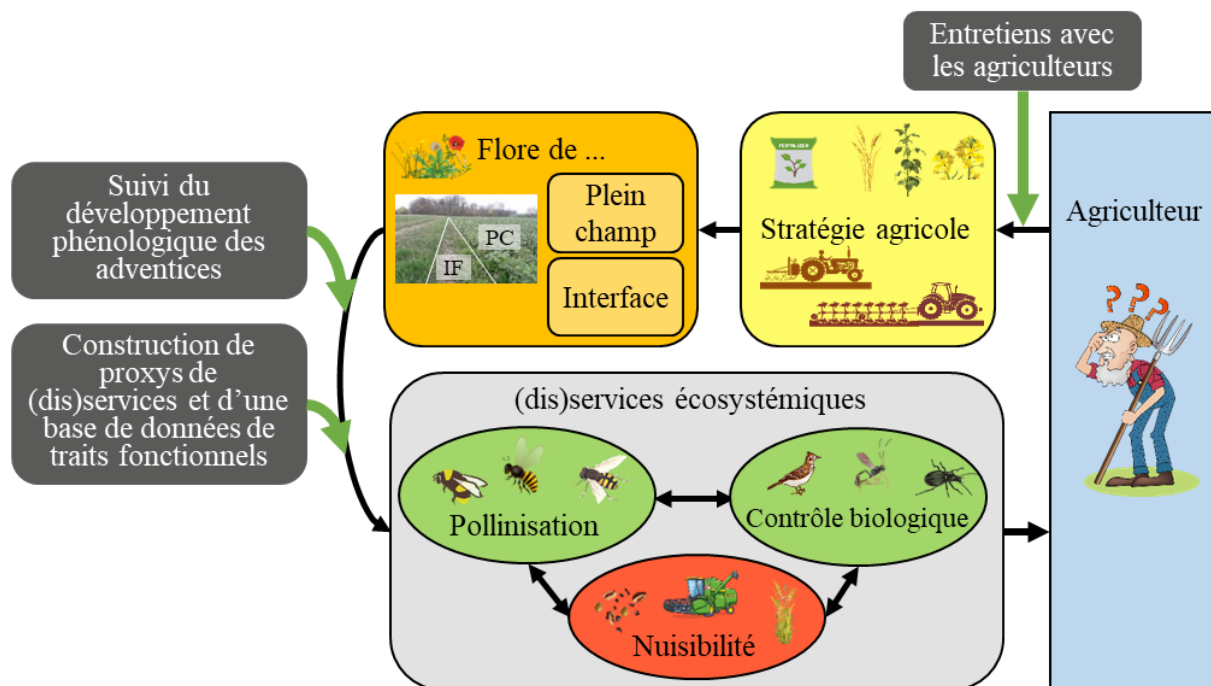 Entretiens avec
les agriculteurs
Flore de ...
Plein
champ
PC
IF
Interface
FERTILIZER
Stratégie agricole
Agriculteur
???
Suivi du
développement
phénologique des
adventices
Construction de
proxys de
(dis)services et d’une
base de données de
traits fonctionnels
(dis)services écosystémiques
Pollinisation
Contrôle biologique
Nuisibilité